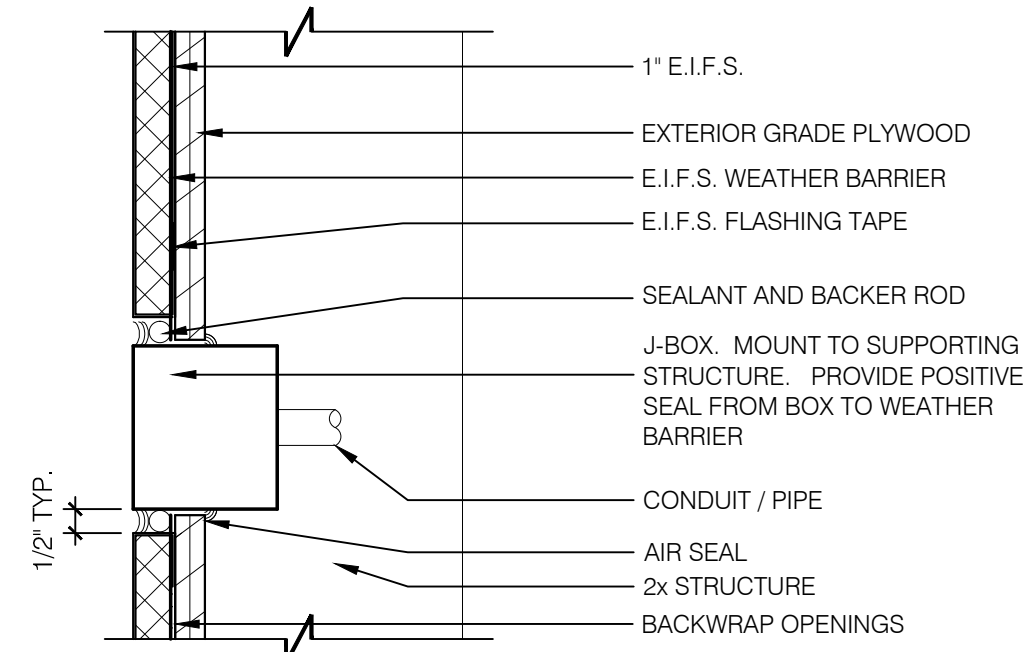 1" E.I.F.S.
EXTERIOR GRADE PLYWOOD
E.I.F.S. WEATHER BARRIER
E.I.F.S. FLASHING TAPE
SEALANT AND BACKER ROD
J-BOX. MOUNT TO SUPPORTING
STRUCTURE. PROVIDE POSITIVE
SEAL FROM BOX TO WEATHER
BARRIER
CONDUIT / PIPE
1/2" TYP.
AIR SEAL
2x STRUCTURE
BACKWRAP OPENINGS